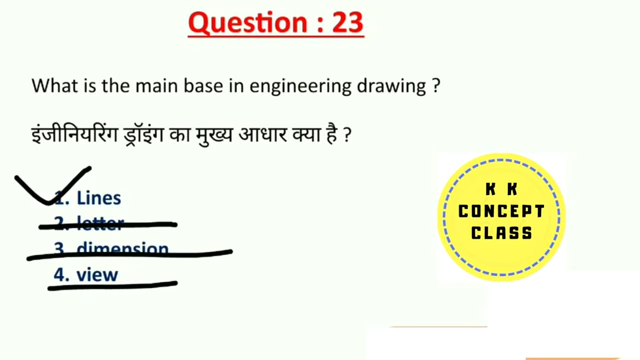 Question : 23
What is the main base in engineering drawing ?
इंजीनियरिंग ड्रॉइंग का मुख्य आधार क्या है ?
1. Lines
2. letter
3. dimension
4. view
K K
CONCEPT
CLASS